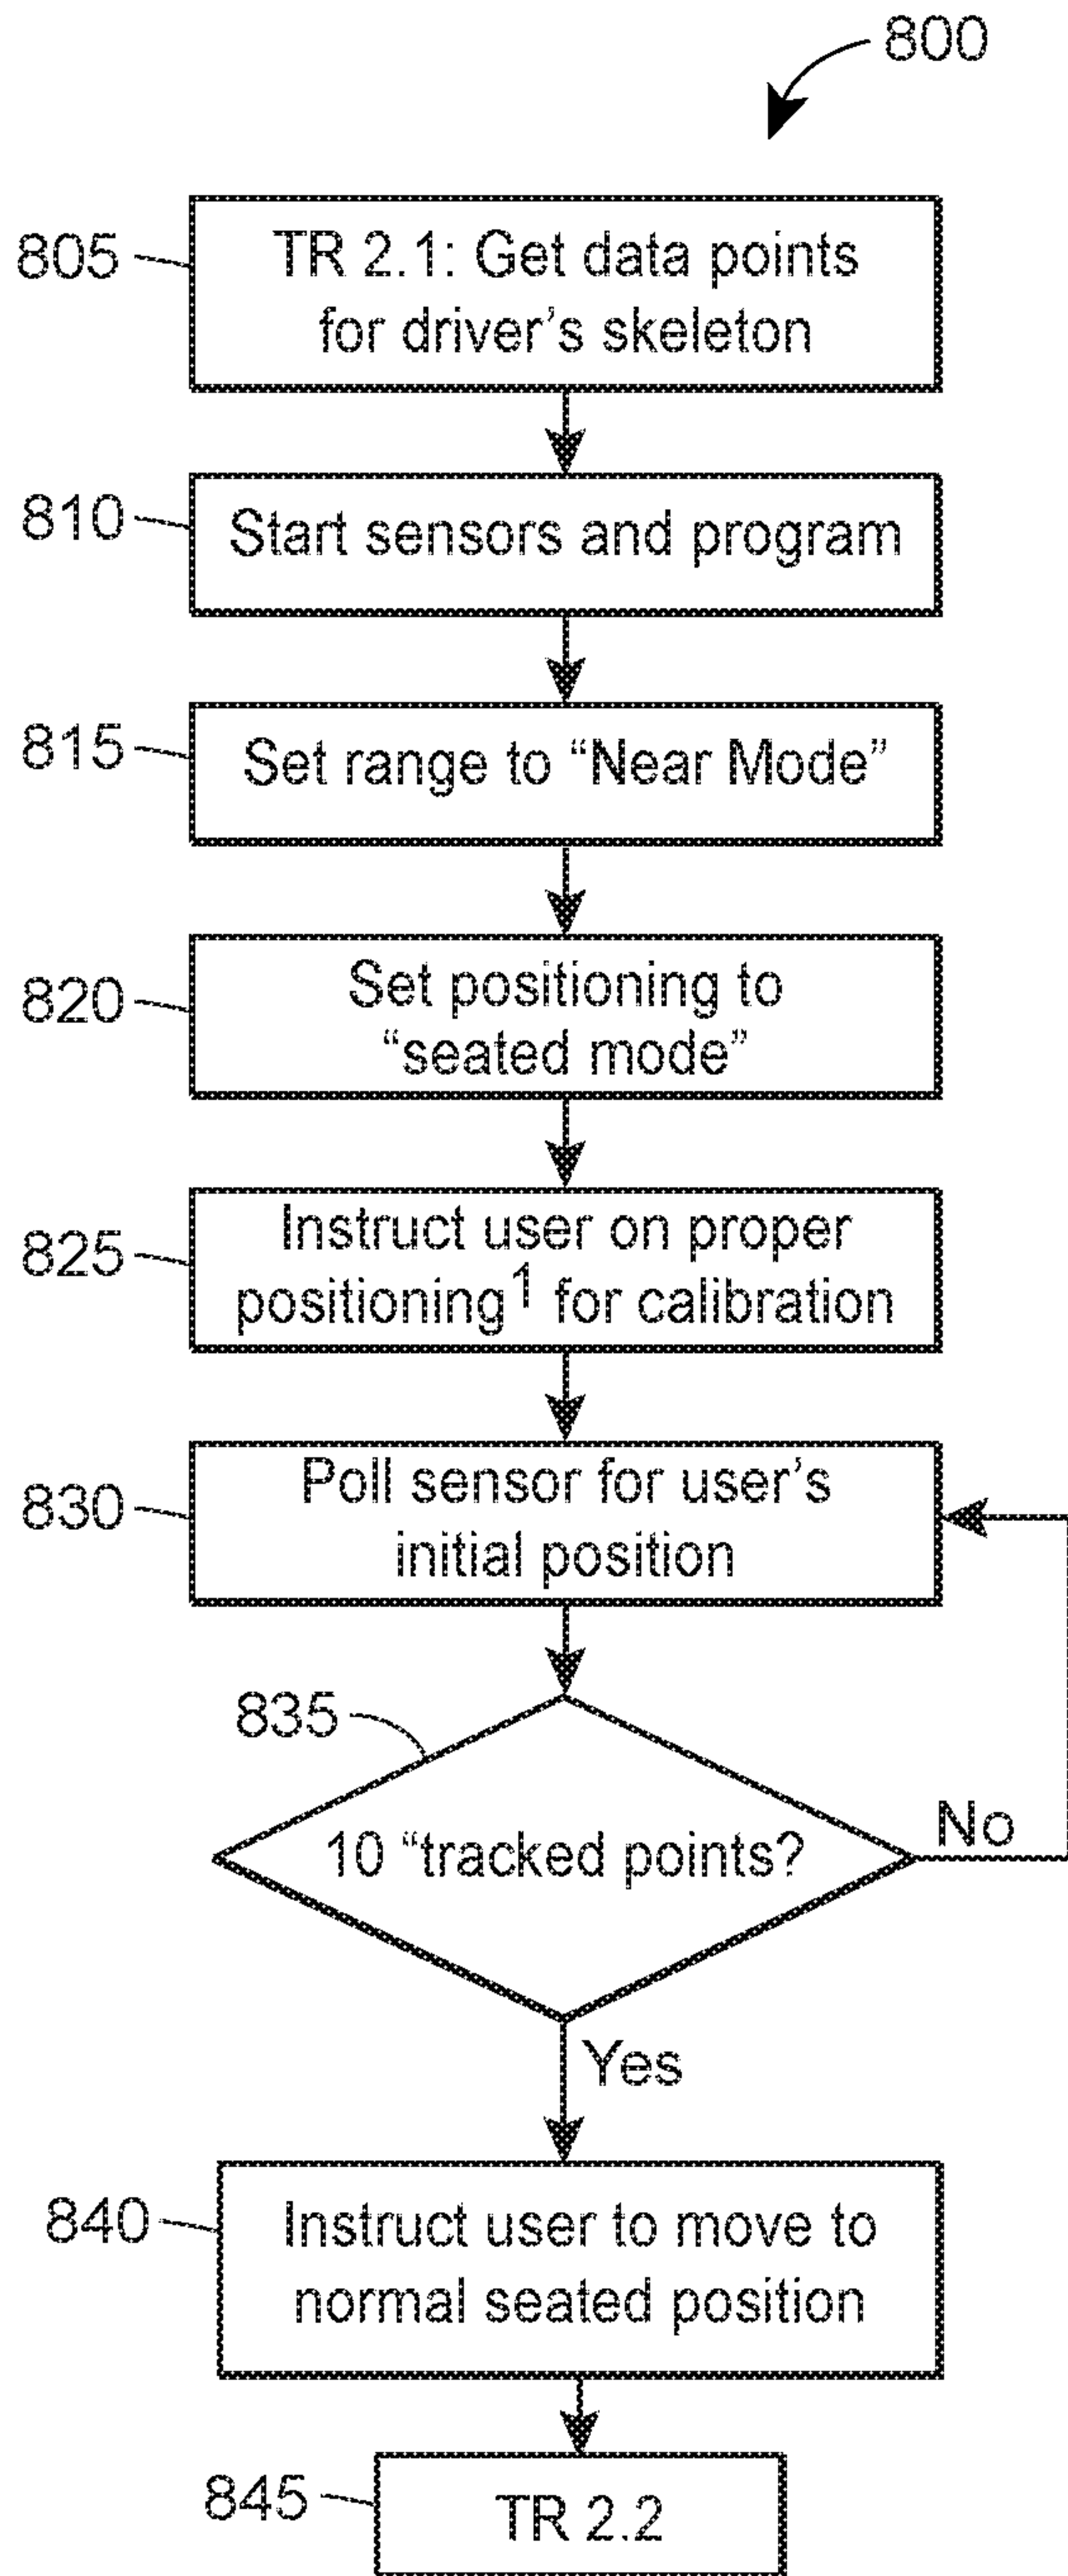 800
805
TR 2.1: Get data points
for driver's skeleton
810
Start sensors and program
815
Set range to “Near Mode”
820
Set positioning to
“seated mode”
825
Instruct user on proper
positioning¹ for calibration
830
Poll sensor for user's
initial position
835
10 “tracked points?
No
Yes
840
Instruct user to move to
normal seated position
845
TR 2.2